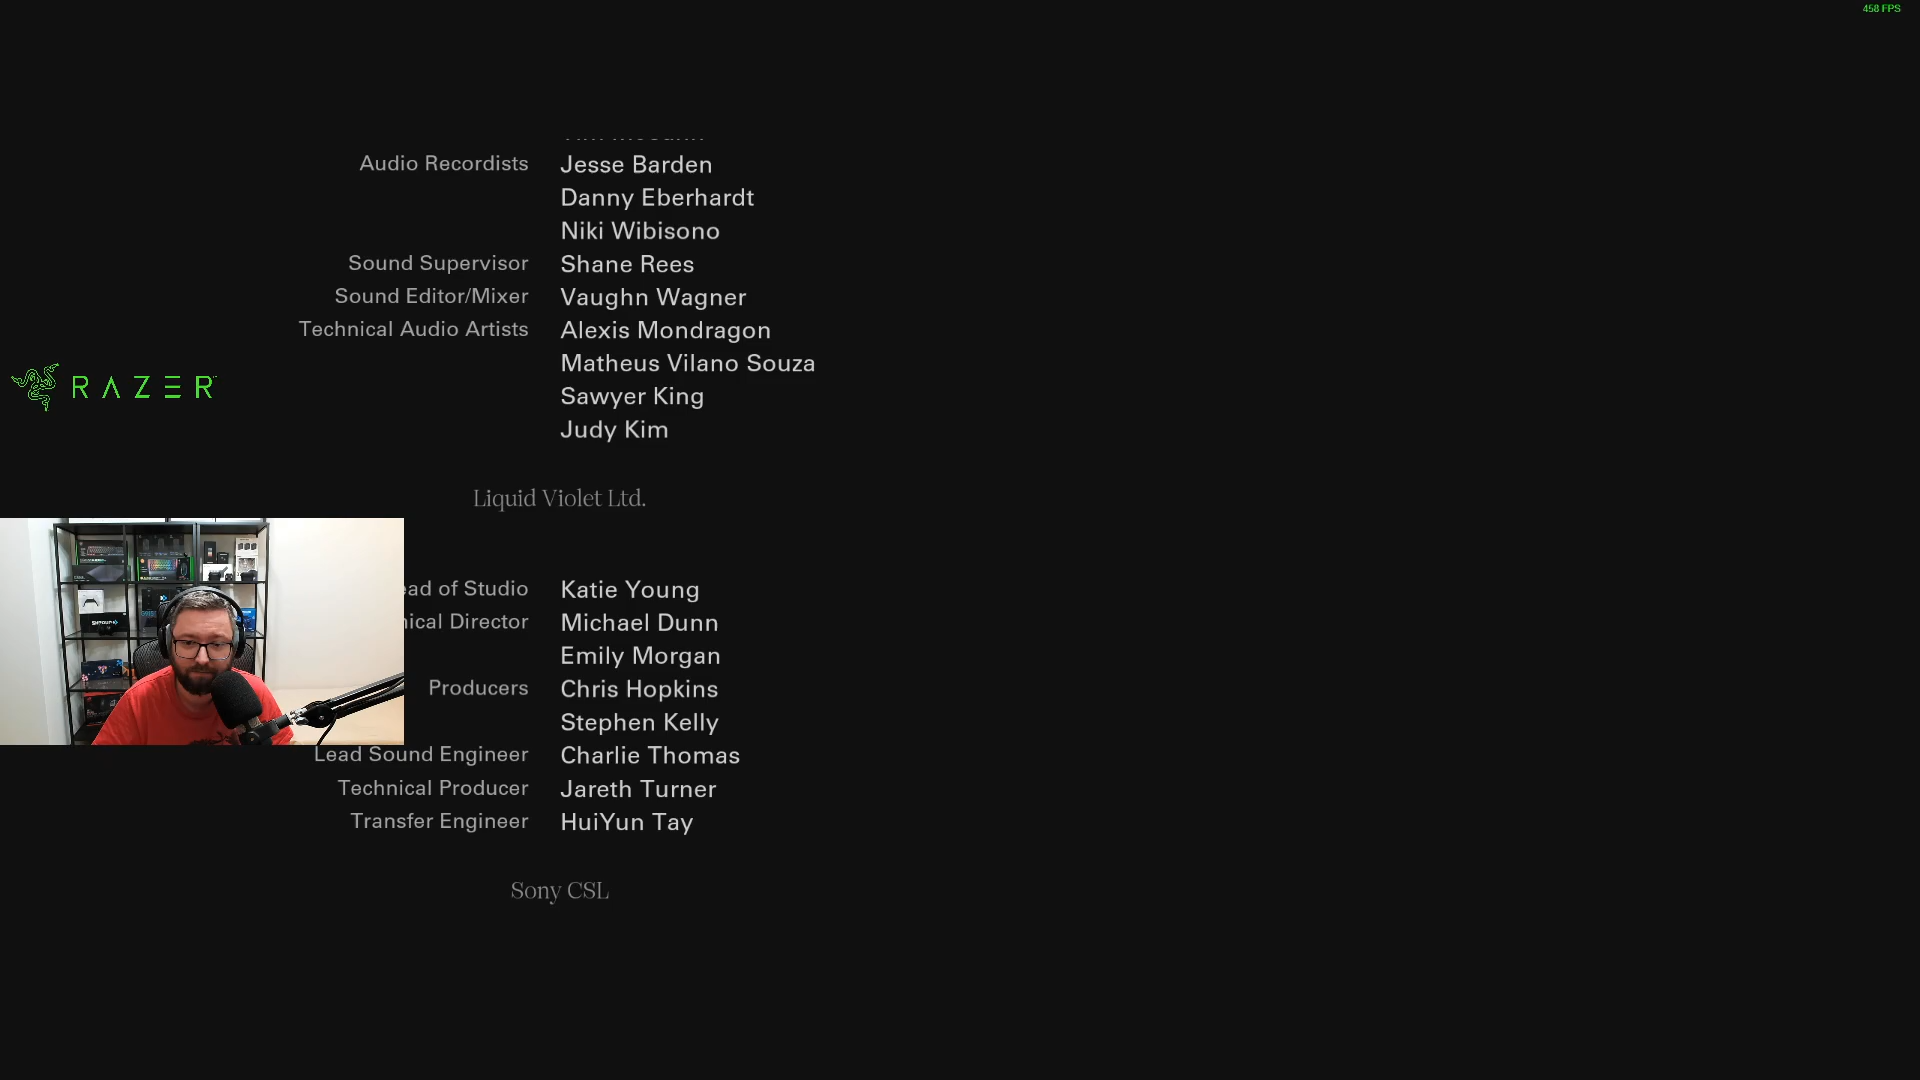 458 FPS
Audio Recordists Jesse Barden
Danny Eberhardt
Niki Wibisono
Sound Supervisor Shane Rees
Sound Editor/Mixer Vaughn Wagner
Technical Audio Artists Alexis Mondragon
Matheus Vilano Souza
RAZER
Sawyer King
Judy Kim
Liquid Violet Ltd.
ead of Studio Katie Young
nical Director Michael Dunn
Emily Morgan
Producers Chris Hopkins
Stephen Kelly
Lead Sound Engineer Charlie Thomas
Technical Producer Jareth Turner
Transfer Engineer HuiYun Tay
Sony CSL